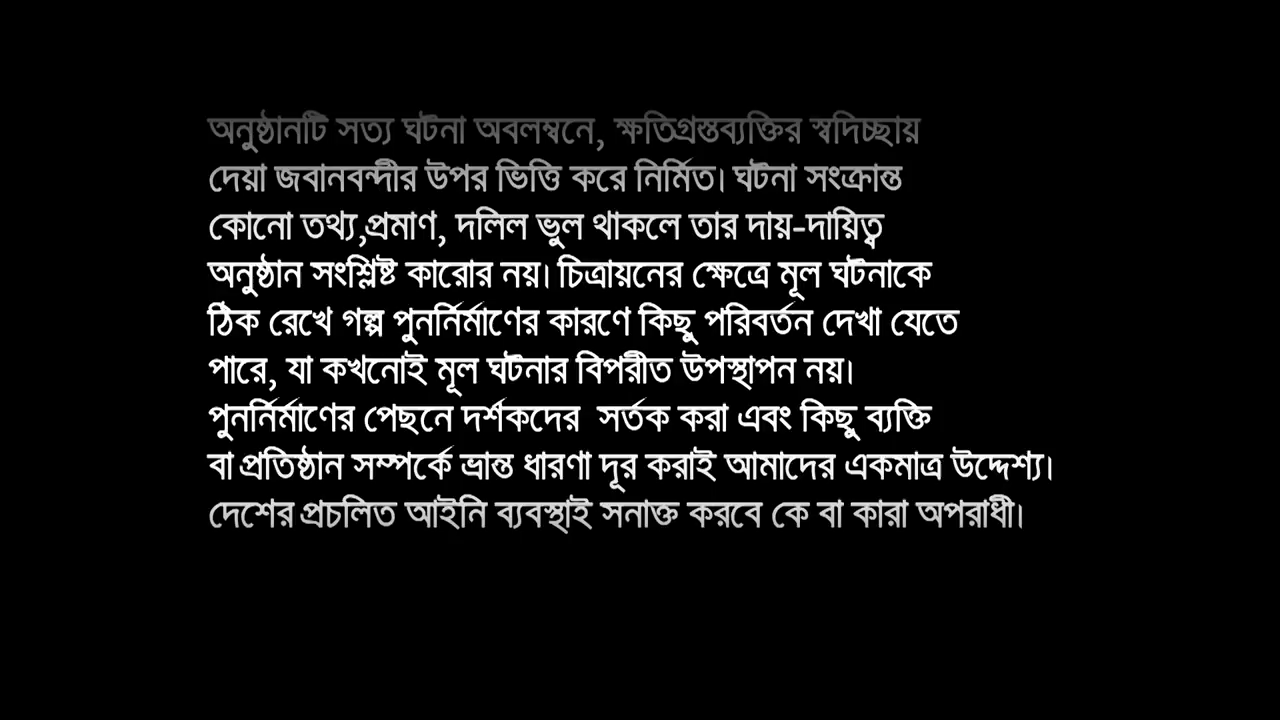 অনুষ্ঠানটি সত্য ঘটনা অবলম্বনে, ক্ষতিগ্রস্তব্যক্তির স্বদিচ্ছায়
দেয়া জবানবন্দীর উপর ভিত্তি করে নির্মিত। ঘটনা সংক্রান্ত
কোনো তথ্য,প্রমাণ, দলিল ভুল থাকলে তার দায়-দায়িত্ব
অনুষ্ঠান সংশ্লিষ্ট কারোর নয়। চিত্রায়নের ক্ষেত্রে মূল ঘটনাকে
ঠিক রেখে গল্প পুনর্নির্মাণের কারণে কিছু পরিবর্তন দেখা যেতে
পারে, যা কখনোই মূল ঘটনার বিপরীত উপস্থাপন নয়।
পুনর্নির্মাণের পেছনে দর্শকদের  সর্তক করা এবং কিছু ব্যক্তি
বা প্রতিষ্ঠান সম্পর্কে ভ্রান্ত ধারণা দূর করাই আমাদের একমাত্র উদ্দেশ্য।
দেশের প্রচলিত আইনি ব্যবস্থাই সনাক্ত করবে কে বা কারা অপরাধী।